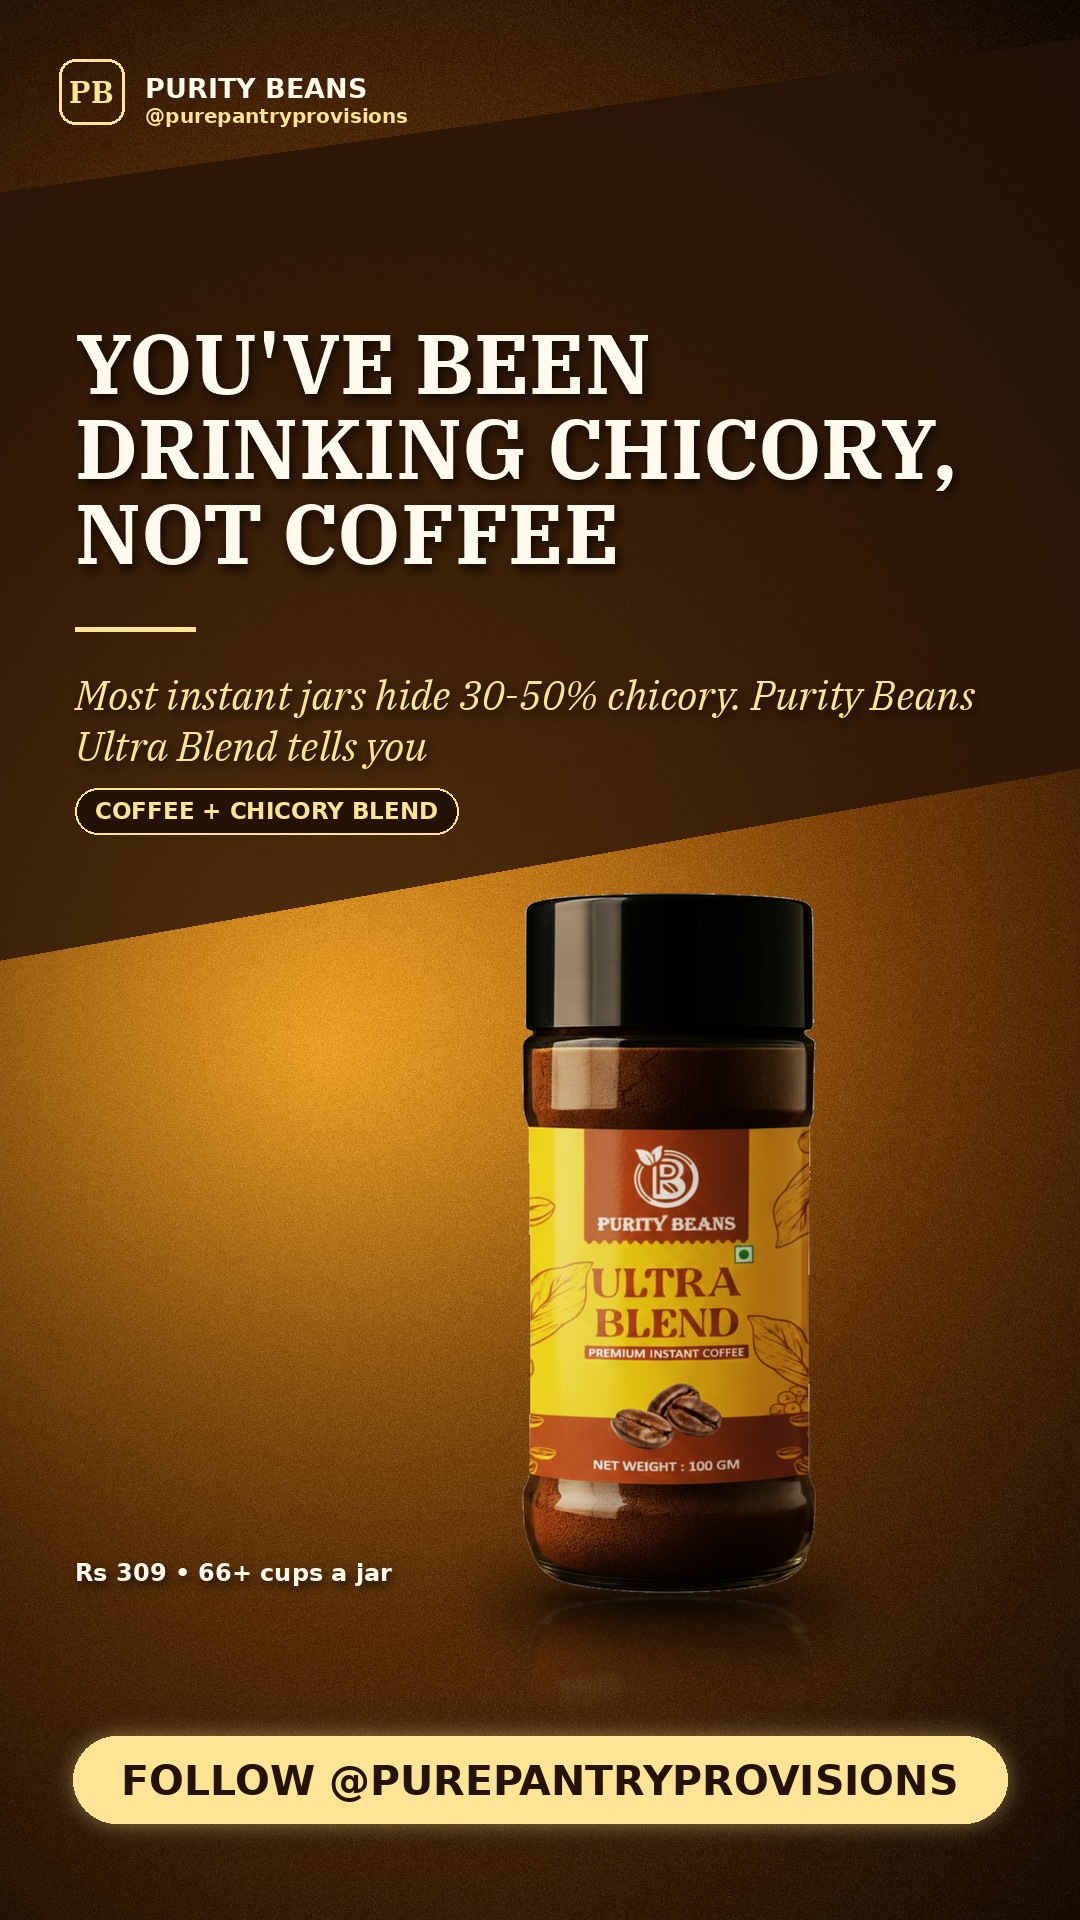 PB
PURITY BEANS
@purepantryprovisions
YOU'VE BEEN
DRINKING CHICORY,
NOT COFFEE
Most instant jars hide 30-50% chicory. Purity Beans
Ultra Blend tells you
COFFEE + CHICORY BLEND
PURITY BEANS
ULTRA
BLEND
PREMIUM INSTANT COFFEE
NET WEIGHT : 100 GM
Rs 309 • 66+ cups a jar
FOLLOW @PUREPANTRYPROVISIONS